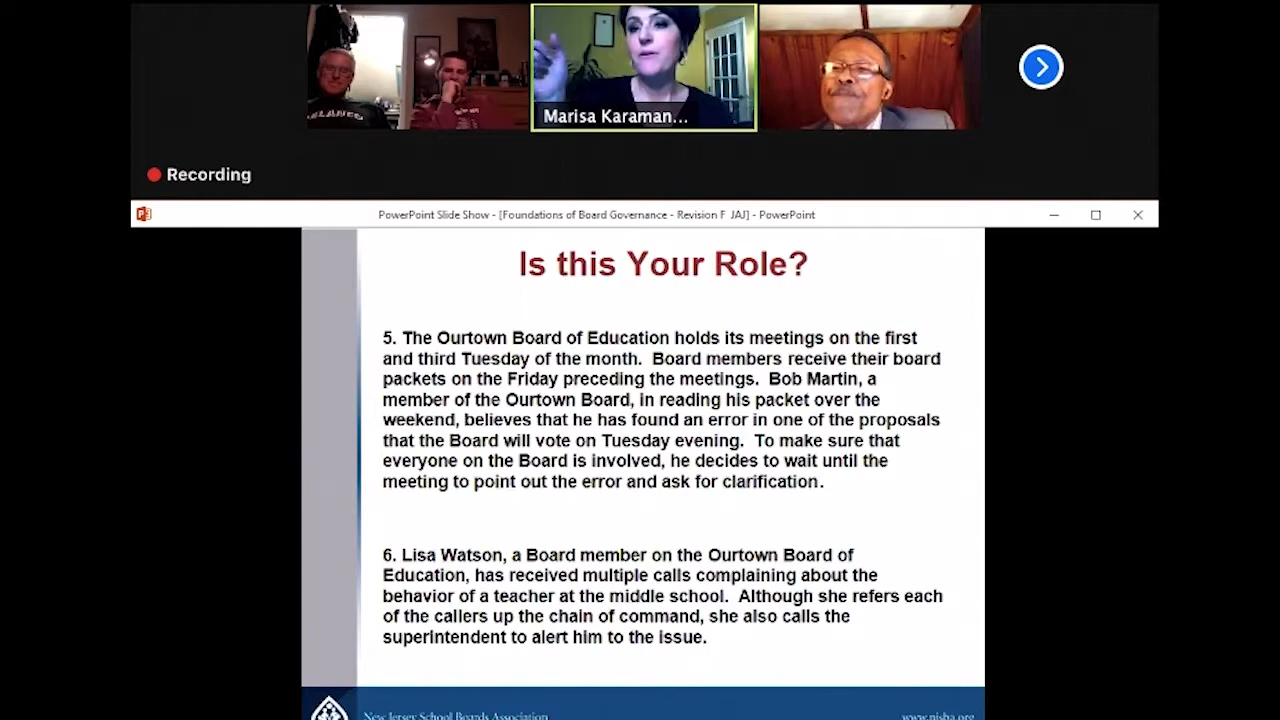 Marisa Karaman...
Recording
PowerPoint Slide Show - [Foundations of Board Governance - Revision F JAJ] - PowerPoint
Is this Your Role?
5. The Ourtown Board of Education holds its meetings on the first
and third Tuesday of the month. Board members receive their board
packets on the Friday preceding the meetings. Bob Martin, a
member of the Ourtown Board, in reading his packet over the
weekend, believes that he has found an error in one of the proposals
that the Board will vote on Tuesday evening. To make sure that
everyone on the Board is involved, he decides to wait until the
meeting to point out the error and ask for clarification.
6. Lisa Watson, a Board member on the Ourtown Board of
Education, has received multiple calls complaining about the
behavior of a teacher at the middle school. Although she refers each
of the callers up the chain of command, she also calls the
superintendent to alert him to the issue.
New Jersey School Boards Association
www.njsba.org